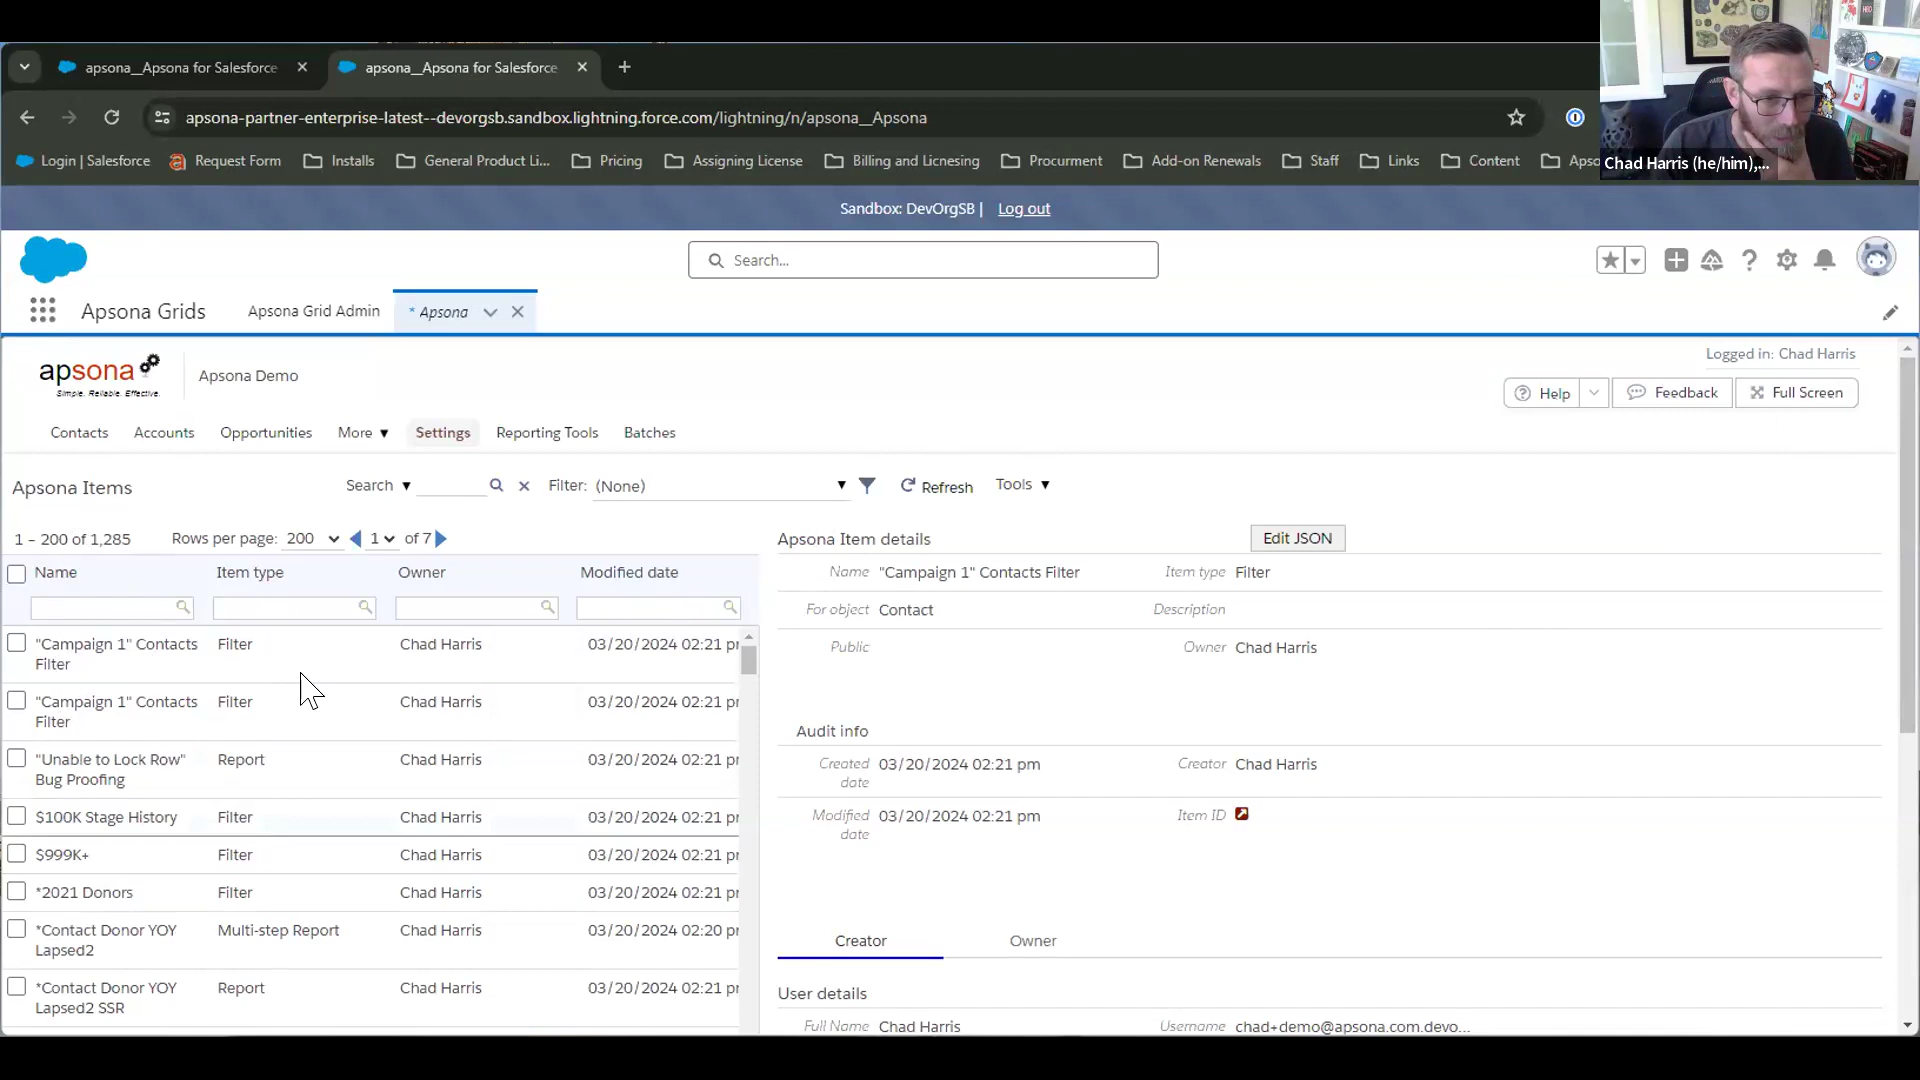 apsona__Apsona for Salesforce
apsona__Apsona for Salesforce
apsona-partner-enterprise-latest--devorgsb.sandbox.lightning.force.com/lightning/n/apsona__Apsona
Login | Salesforce Request Form Installs General Product Li... Pricing Assigning License Billing and Licnesing Procurment Add-on Renewals Staff Links Content Apso
Chad Harris (he/him),...
Sandbox: DevOrgSB | Log out
Search...
Apsona Grids Apsona Grid Admin * Apsona
Logged in: Chad Harris
apsona
Simple. Reliable. Effective.
Apsona Demo
Help Feedback Full Screen
Contacts Accounts Opportunities More ▼ Settings Reporting Tools Batches
Apsona Items Search ▼ Filter: (None) ▼ Refresh Tools ▼
1 – 200 of 1,285 Rows per page: 200 1 of 7
Name Item type Owner Modified date
"Campaign 1" Contacts Filter Filter Chad Harris 03/20/2024 02:21 pr
"Campaign 1" Contacts Filter Filter Chad Harris 03/20/2024 02:21 pr
"Unable to Lock Row" Bug Proofing Report Chad Harris 03/20/2024 02:21 pr
$100K Stage History Filter Chad Harris 03/20/2024 02:21 pr
$999K+ Filter Chad Harris 03/20/2024 02:21 pr
*2021 Donors Filter Chad Harris 03/20/2024 02:21 pr
*Contact Donor YOY Lapsed2 Multi-step Report Chad Harris 03/20/2024 02:20 pr
*Contact Donor YOY Lapsed2 SSR Report Chad Harris 03/20/2024 02:21 pr
Apsona Item details Edit JSON
Name "Campaign 1" Contacts Filter Item type Filter
For object Contact Description
Public Owner Chad Harris
Audit info
Created date 03/20/2024 02:21 pm Creator Chad Harris
Modified date 03/20/2024 02:21 pm Item ID
Creator Owner
User details
Full Name Chad Harris Username chad+demo@apsona.com.devo...